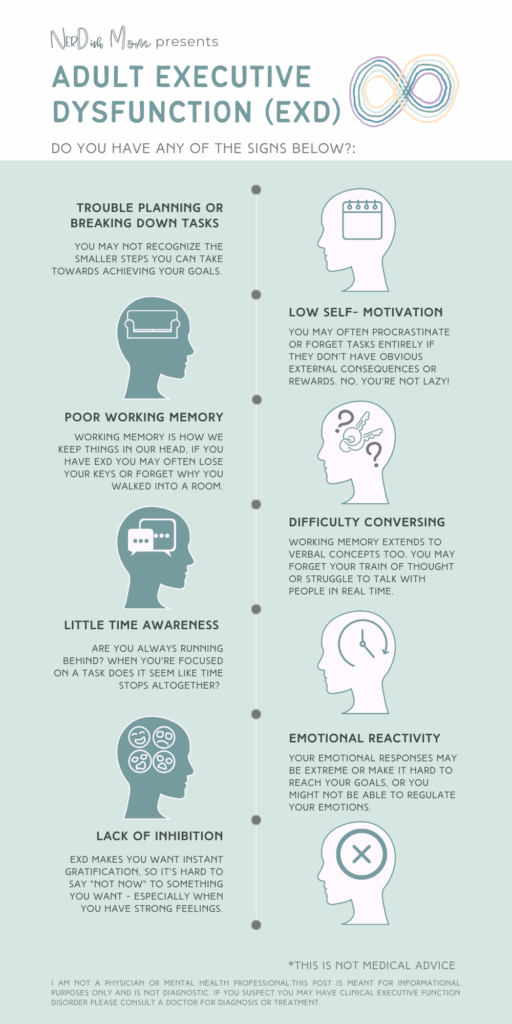 NERDish Mom presents
ADULT EXECUTIVE
DYSFUNCTION (EXD)
DO YOU HAVE ANY OF THE SIGNS BELOW?:
TROUBLE PLANNING OR
BREAKING DOWN TASKS
YOU MAY NOT RECOGNIZE THE
SMALLER STEPS YOU CAN TAKE
TOWARDS ACHIEVING YOUR GOALS.
LOW SELF- MOTIVATION
YOU MAY OFTEN PROCRASTINATE
OR FORGET TASKS ENTIRELY IF
THEY DON'T HAVE OBVIOUS
EXTERNAL CONSEQUENCES OR
REWARDS. NO, YOU'RE NOT LAZY!
POOR WORKING MEMORY
WORKING MEMORY IS HOW WE
KEEP THINGS IN OUR HEAD, IF YOU
HAVE EXD YOU MAY OFTEN LOSE
YOUR KEYS OR FORGET WHY YOU
WALKED INTO A ROOM.
? ?
DIFFICULTY CONVERSING
WORKING MEMORY EXTENDS TO
VERBAL CONCEPTS TOO. YOU MAY
FORGET YOUR TRAIN OF THOUGHT
OR STRUGGLE TO TALK WITH
PEOPLE IN REAL TIME.
LITTLE TIME AWARENESS
ARE YOU ALWAYS RUNNING
BEHIND? WHEN YOU'RE FOCUSED
ON A TASK DOES IT SEEM LIKE TIME
STOPS ALTOGETHER?
EMOTIONAL REACTIVITY
YOUR EMOTIONAL RESPONSES MAY
BE EXTREME OR MAKE IT HARD TO
REACH YOUR GOALS, OR YOU
MIGHT NOT BE ABLE TO REGULATE
YOUR EMOTIONS.
LACK OF INHIBITION
EXD MAKES YOU WANT INSTANT
GRATIFICATION, SO IT'S HARD TO
SAY "NOT NOW" TO SOMETHING
YOU WANT - ESPECIALLY WHEN
YOU HAVE STRONG FEELINGS.
*THIS IS NOT MEDICAL ADVICE
I AM NOT A PHYSICIAN OR MENTAL HEALTH PROFESSIONAL.THIS POST IS MEANT FOR INFORMATIONAL
PURPOSES ONLY AND IS NOT DIAGNOSTIC. IF YOU SUSPECT YOU MAY HAVE CLINICAL EXECUTIVE FUNCTION
DISORDER PLEASE CONSULT A DOCTOR FOR DIAGNOSIS OR TREATMENT.